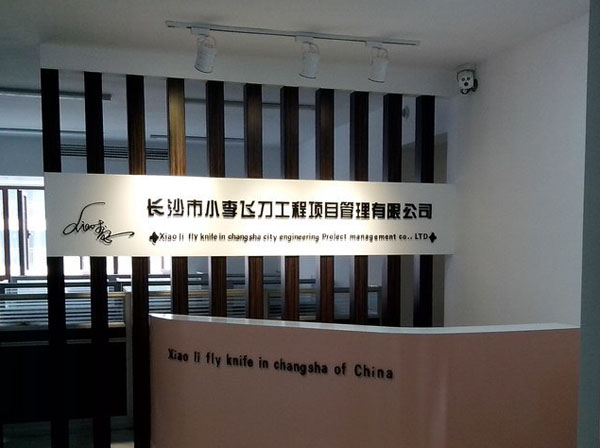 长沙市小李飞刀工程项目管理有限公司
Xiao li fly knife in changsha city engineering Prolect management co., LTD
Xiao li fly knife in changsha of China